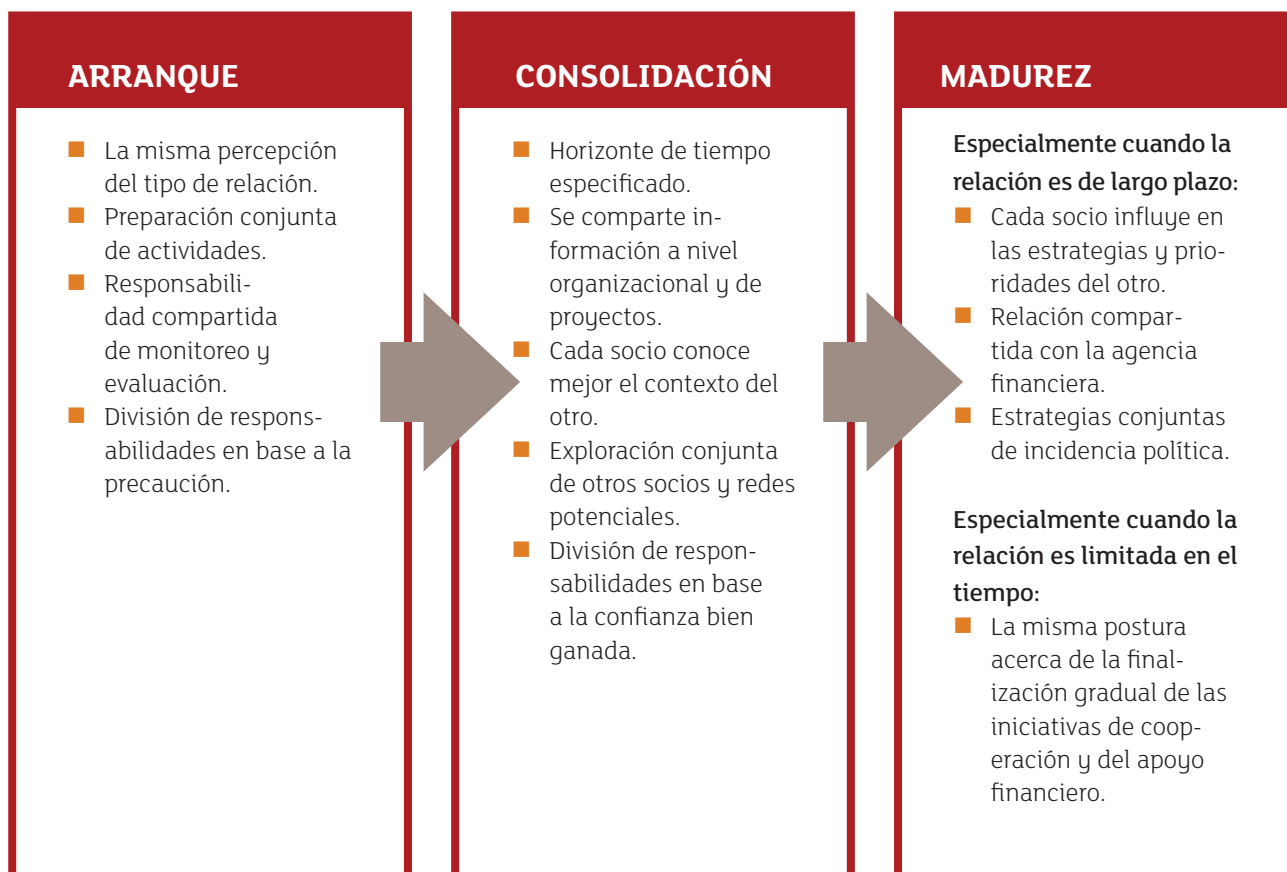 ARRANQUE
La misma percepción
del tipo de relación.
Preparación conjunta
de actividades.
Responsabili-
dad compartida
de monitoreo y
evaluación.
División de respons-
abilidades en base a la
precaución.
CONSOLIDACIÓN
Horizonte de tiempo
especificado.
Se comparte in-
formación a nivel
organizacional y de
proyectos.
Cada socio conoce
mejor el contexto del
otro.
Exploración conjunta
de otros socios y redes
potenciales.
División de respon-
sabilidades en base
a la confianza bien
ganada.
MADUREZ
Especialmente cuando la
relación es de largo plazo:
Cada socio influye en
las estrategias y prio-
ridades del otro.
Relación compar-
tida con la agencia
financiera.
Estrategias conjuntas
de incidencia política.
Especialmente cuando la
relación es limitada en el
tiempo:
La misma postura
acerca de la final-
ización gradual de las
iniciativas de coop-
eración y del apoyo
financiero.